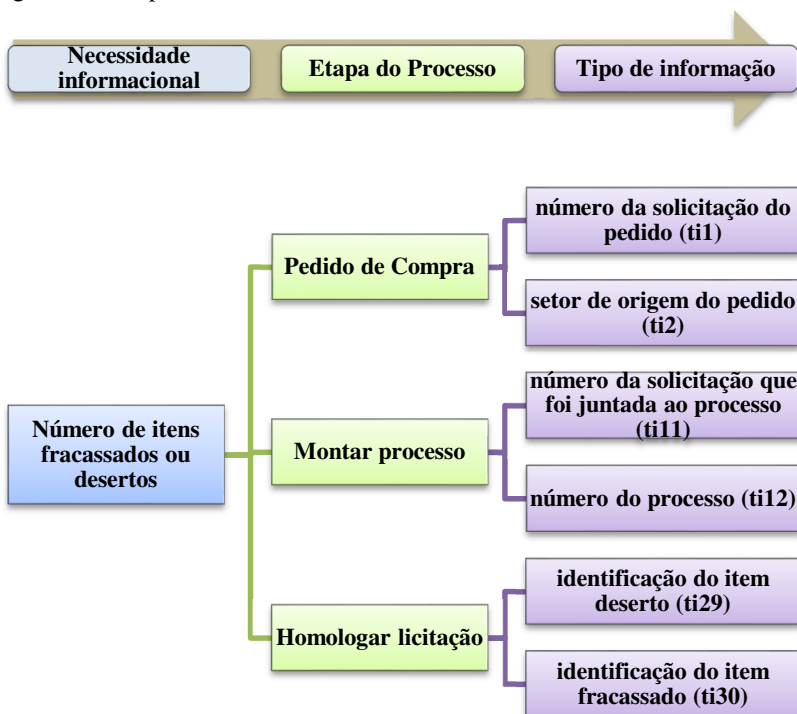 Necessidade
informacional
Etapa do Processo
Tipo de informação
número da solicitação do
pedido (ti1)
Pedido de Compra
setor de origem do pedido
(ti2)
número da solicitação que
foi juntada ao processo
(ti11)
Número de itens
fracassados ou
desertos
Montar processo
número do processo (ti12)
identificação do item
deserto (ti29)
Homologar licitação
identificação do item
fracassado (ti30)